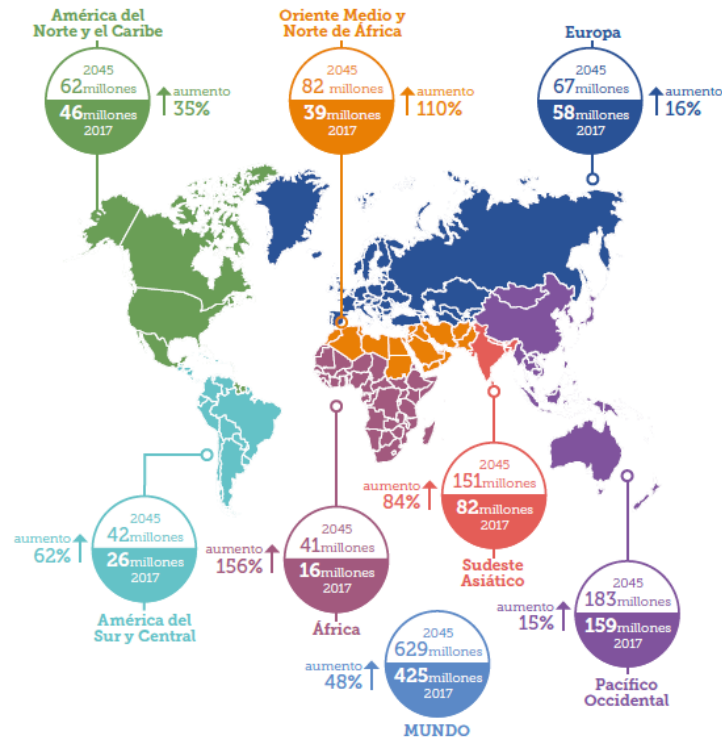 América del
Norte y el Caribe
2045
62millones
46millones
2017
aumento
35%
Oriente Medio y
Norte de África
2045
82 millones
39millones
2017
aumento
110%
Europa
2045
67millones
58millones
2017
aumento
16%
2045
42millones
26millones
2017
aumento
62%
América del
Sur y Central
2045
41millones
16millones
2017
aumento
156%
África
2045
151millones
82millones
2017
aumento
84%
Sudeste
Asiático
2045
183millones
159millones
2017
aumento
15%
Pacífico
Occidental
2045
629millones
425millones
2017
aumento
48%
MUNDO